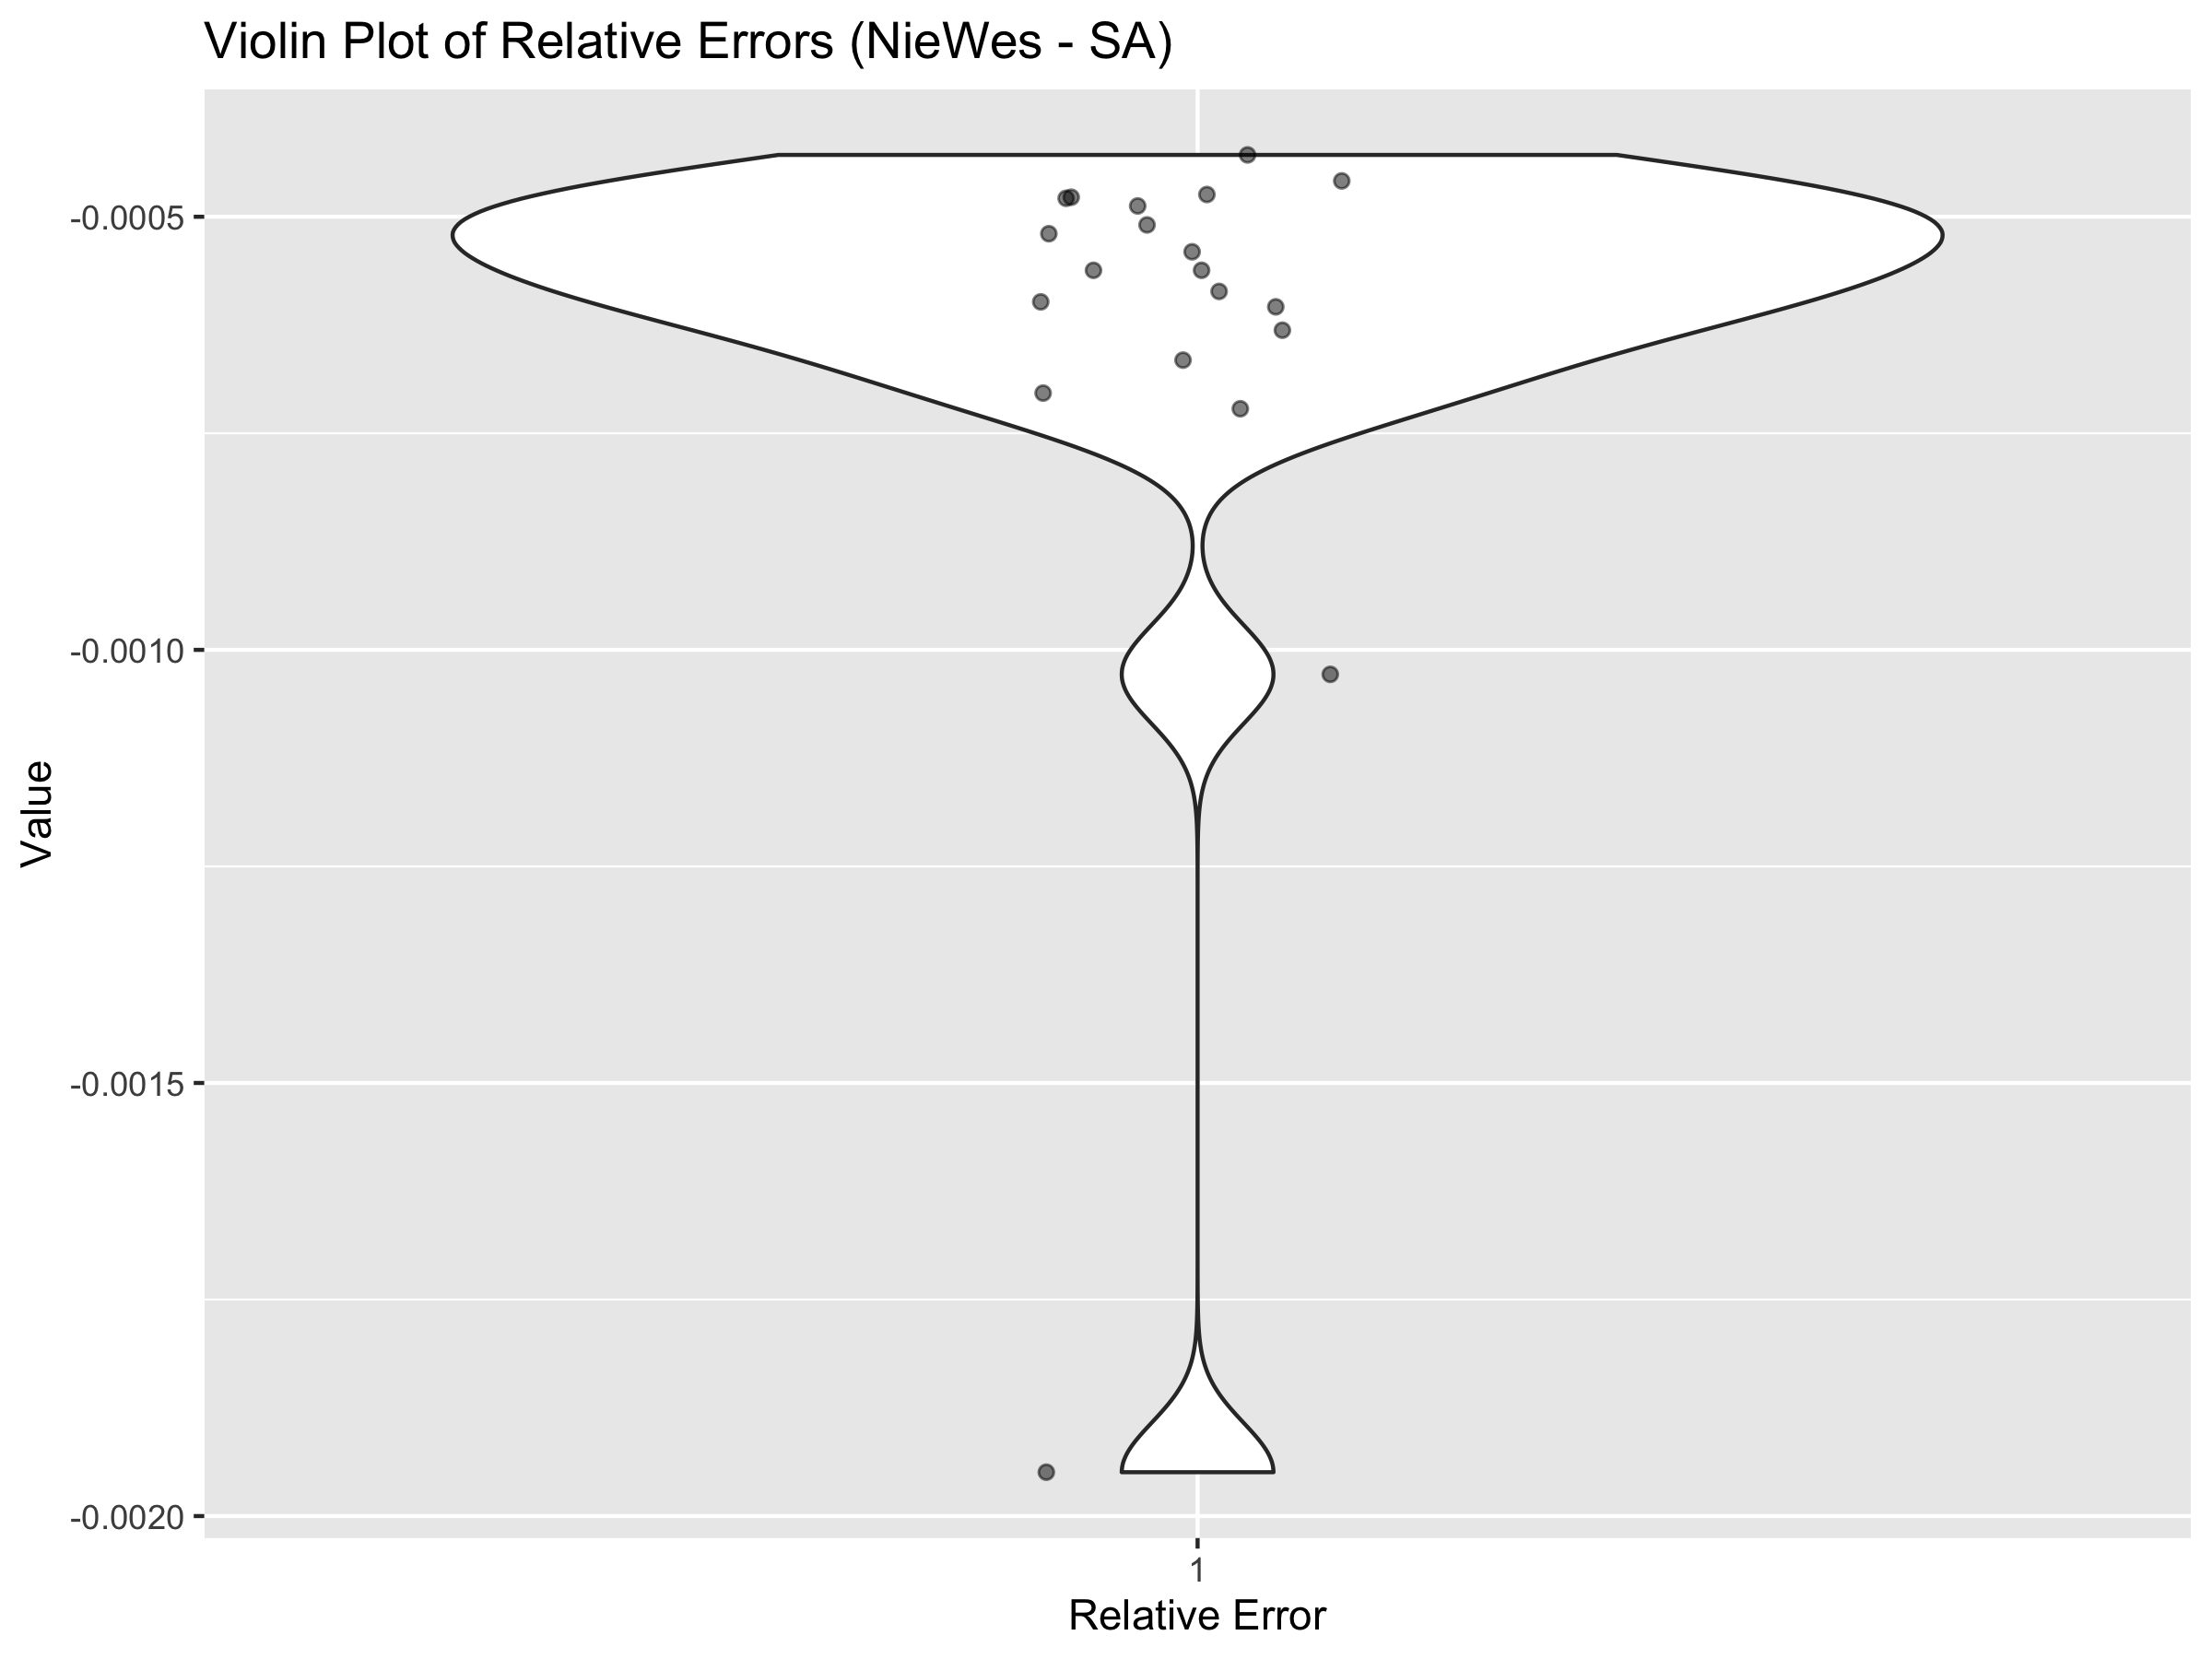 Violin Plot of Relative Errors (NieWes - SA)
-0.0005
-0.0010
Value
-0.0015
-0.0020
1
Relative Error